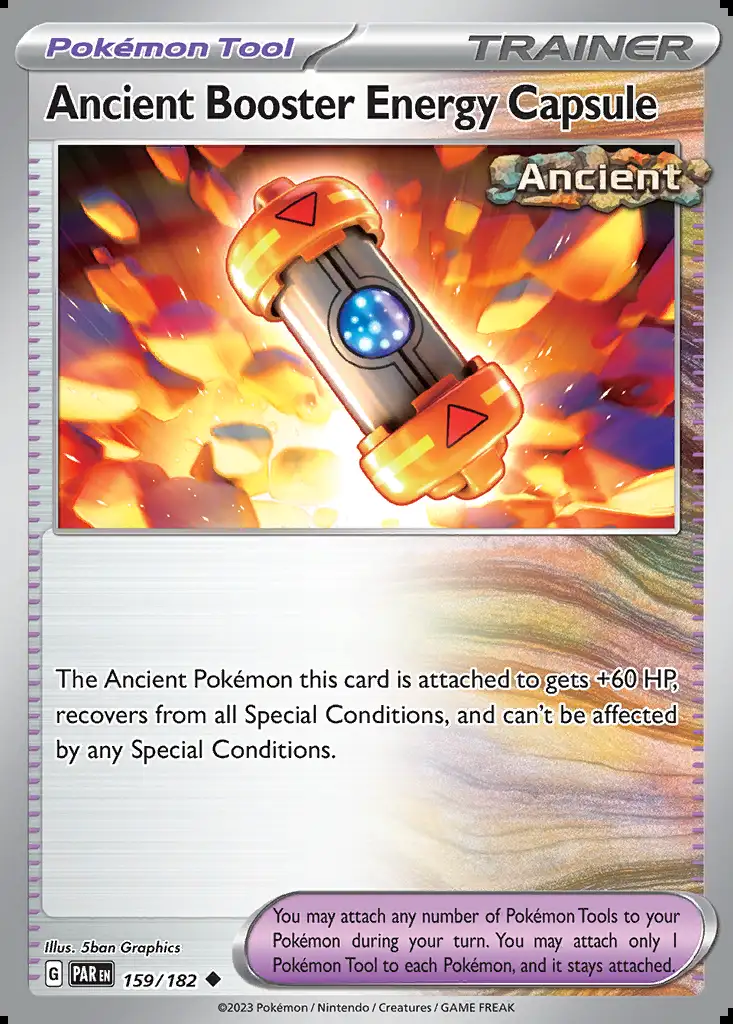 Pokémon Tool
TRAINER
Ancient Booster Energy Capsule
Ancient
The Ancient Pokémon this card is attached to gets +60 HP,
recovers from all Special Conditions, and can't be affected
by any Special Conditions.
You may attach any number of Pokémon Tools to your
Pokémon during your turn. You may attach only 1
Pokémon Tool to each Pokémon, and it stays attached.
Illus. 5ban Graphics
G PAR EN 159/182
©2023 Pokémon / Nintendo / Creatures / GAME FREAK